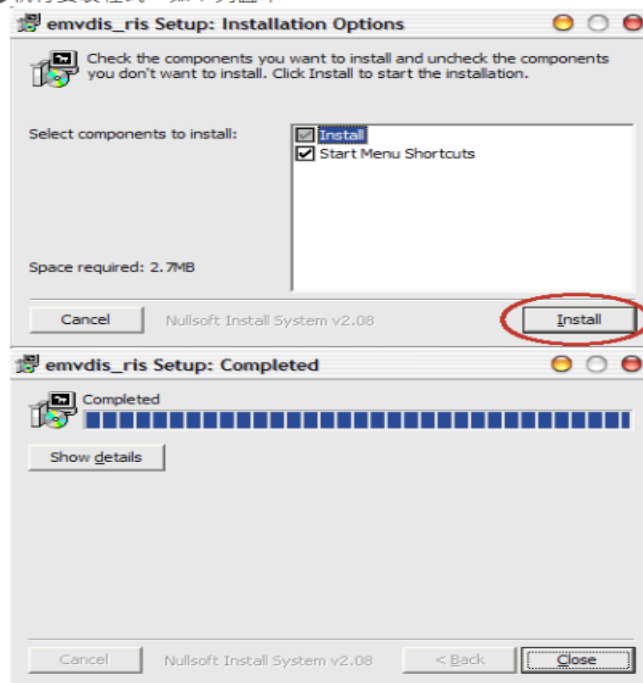 emvdis_ris Setup: Installation Options
Check the components you want to install and uncheck the components
you don't want to install. Click Install to start the installation.
Select components to install:
Install
Start Menu Shortcuts
Space required: 2.7MB
Cancel
Nullsoft Install System v2.08
Install
emvdis_ris Setup: Completed
Completed
Show details
Cancel
Nullsoft Install System v2.08
< Back
Close